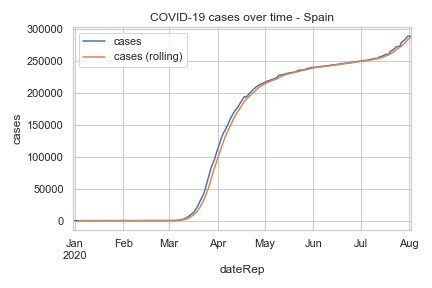 COVID-19 cases over time - Spain
cases
cases (rolling)
300000
250000
200000
150000
100000
50000
0
cases
Jan Feb Mar Apr May Jun Jul Aug
2020
dateRep